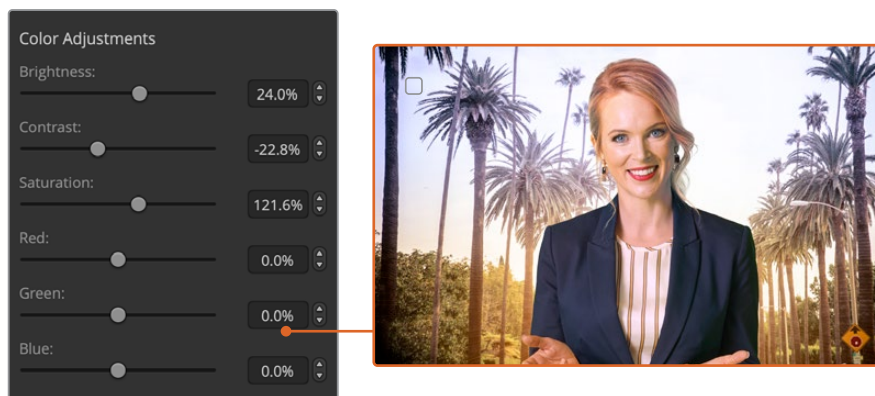 Color Adjustments
Brightness:
24.0%
Contrast:
-22.8%
Saturation:
121.6%
Red:
0.0%
Green:
0.0%
Blue:
0.0%